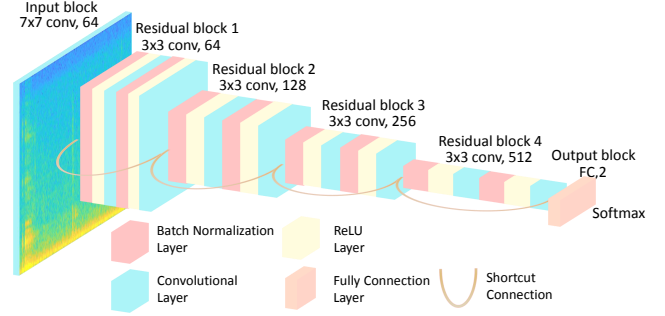 Input block
7x7 conv, 64
Residual block 1
3x3 conv, 64
Residual block 2
3x3 conv, 128
Residual block 3
3x3 conv, 256
Residual block 4
3x3 conv, 512
Output block
FC,2
Softmax
Batch Normalization
Layer
ReLU
Layer
Convolutional
Layer
Fully Connection
Layer
Shortcut
Connection